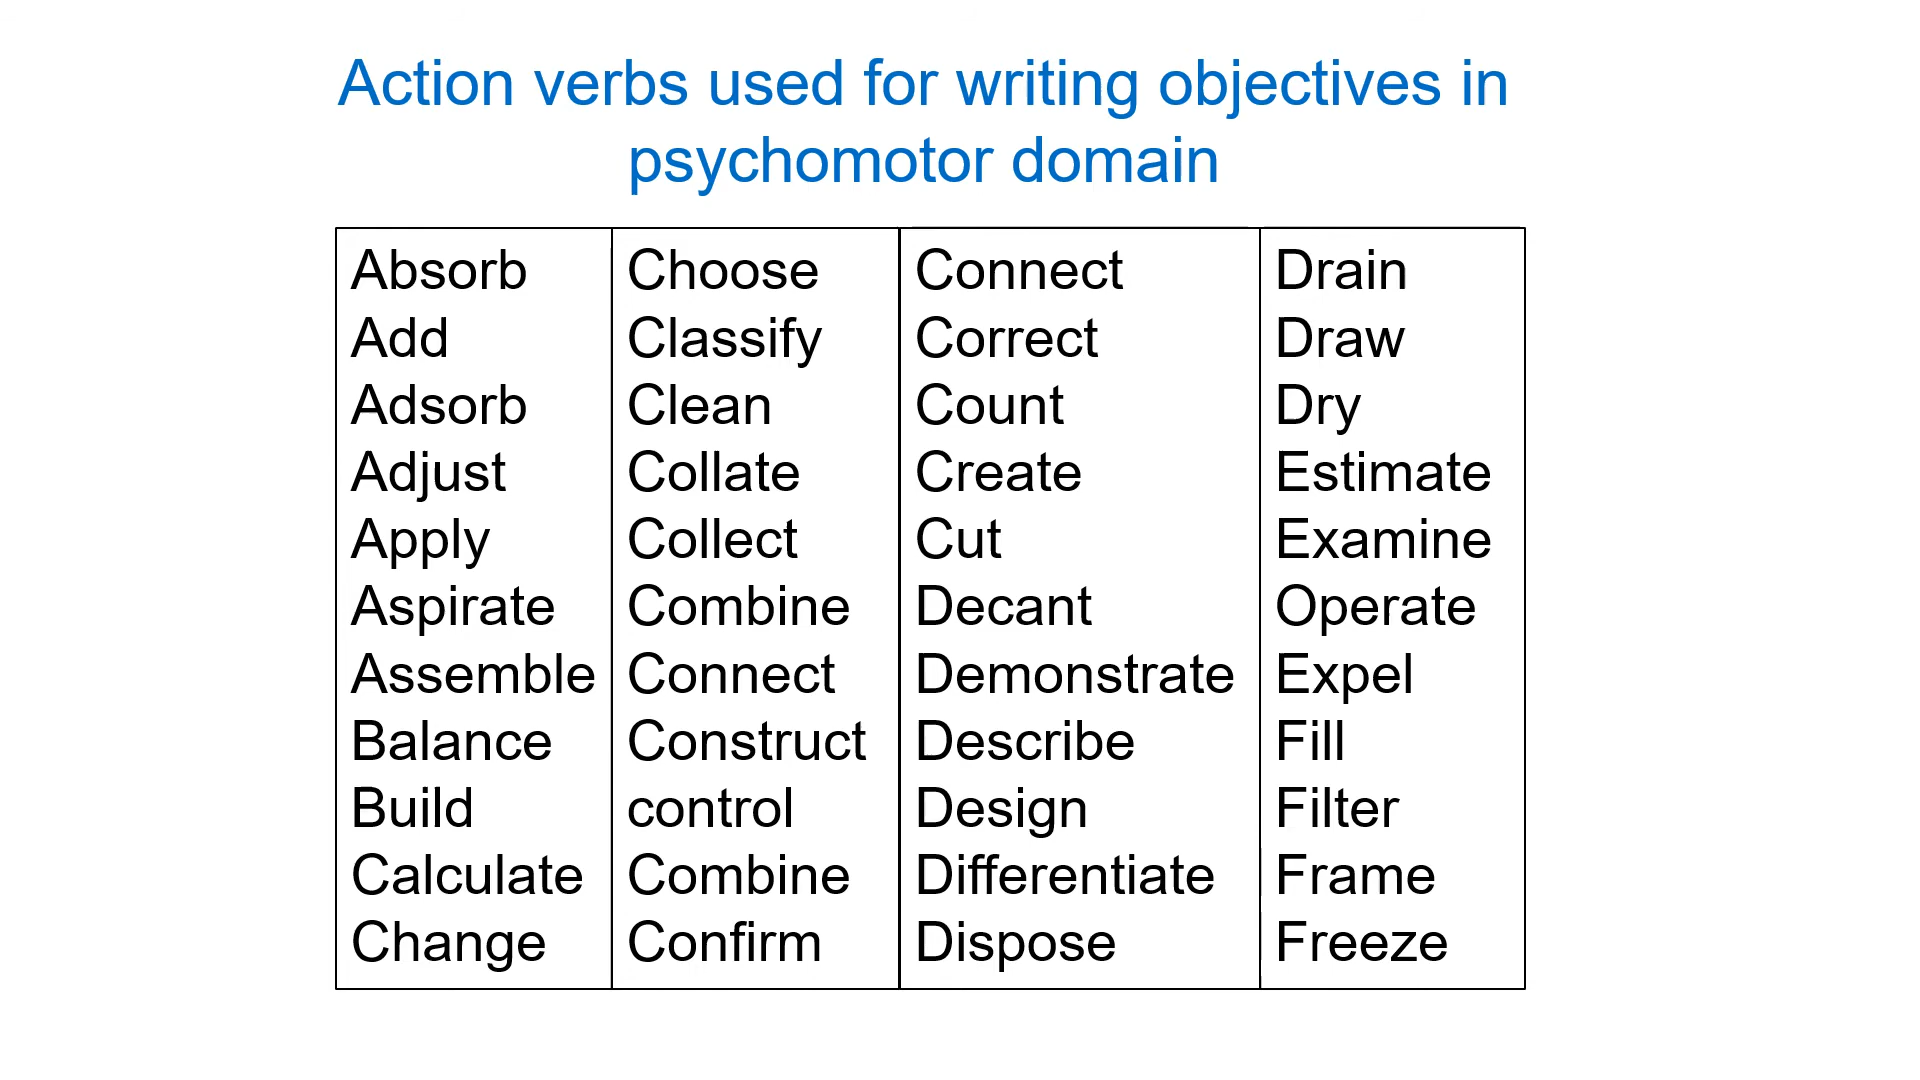 Action verbs used for writing objectives in
psychomotor domain
Absorb
Add
Adsorb
Adjust
Apply
Aspirate
Assemble
Balance
Build
Calculate
Change
Choose
Classify
Clean
Collate
Collect
Combine
Connect
Construct
control
Combine
Confirm
Connect
Correct
Count
Create
Cut
Decant
Demonstrate
Describe
Design
Differentiate
Dispose
Drain
Draw
Dry
Estimate
Examine
Operate
Expel
Fill
Filter
Frame
Freeze